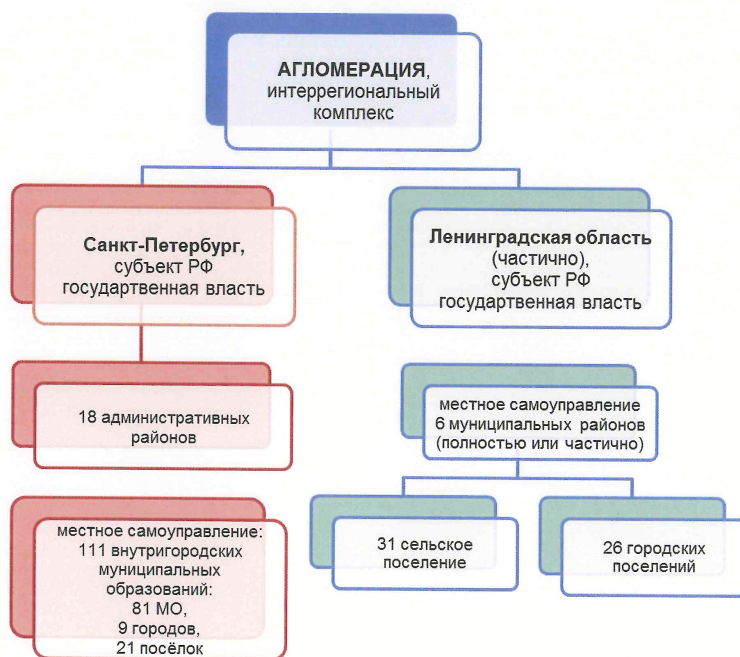 АГЛОМЕРАЦИЯ,
интеррегиональный
комплекс
Санкт-Петербург,
субъект РФ
государтвенная власть
Ленинградская область
(частично),
субъект РФ
государтвенная власть
18 административных
районов
местное самоуправление
6 муниципальных районов
(полностью или частично)
местное самоуправление:
111 внутригородских
муниципальных
образований:
81 МО,
9 городов,
21 посёлок
31 сельское
поселение
26 городских
поселений